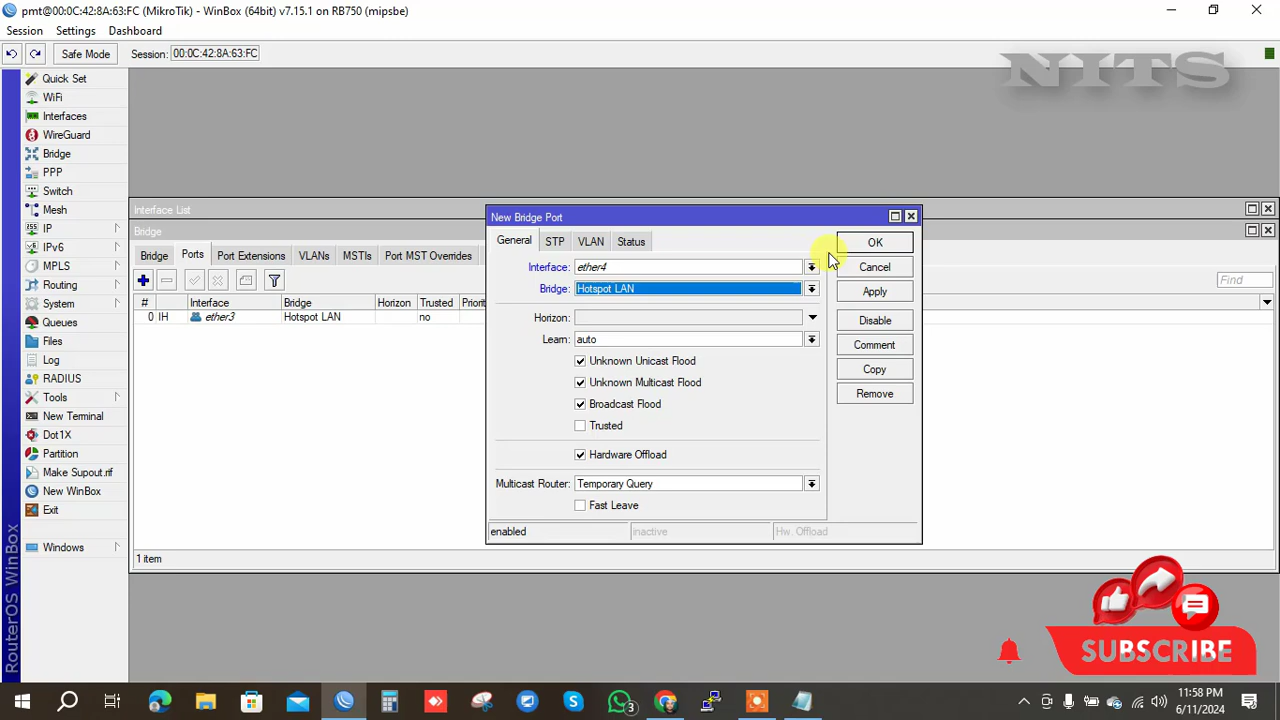 pmt@00:0C:42:8A:63:FC (MikroTik) - WinBox (64bit) v7.15.1 on RB750 (mipsbe)
Session Settings Dashboard
Safe Mode Session: 00:0C:42:8A:63:FC
NITS
Quick Set
WiFi
Interfaces
WireGuard
Bridge
PPP
Switch
Mesh
IP
IPv6
MPLS
Routing
System
Queues
Files
Log
RADIUS
Tools
New Terminal
Dot1X
Partition
Make Supout.rif
New WinBox
Exit
Windows
RouterOS WinBox
Interface List
Bridge
Bridge Ports Port Extensions VLANs MSTIs Port MST Overrides
Find
# Interface Bridge Horizon Trusted Priorit
0 IH ether3 Hotspot LAN no
1 item
New Bridge Port
General STP VLAN Status
Interface: ether4
Bridge: Hotspot LAN
Horizon:
Learn: auto
Unknown Unicast Flood
Unknown Multicast Flood
Broadcast Flood
Trusted
Hardware Offload
Multicast Router: Temporary Query
Fast Leave
enabled inactive Hw. Offload
OK
Cancel
Apply
Disable
Comment
Copy
Remove
SUBSCRIBE
3
11:58 PM
6/11/2024